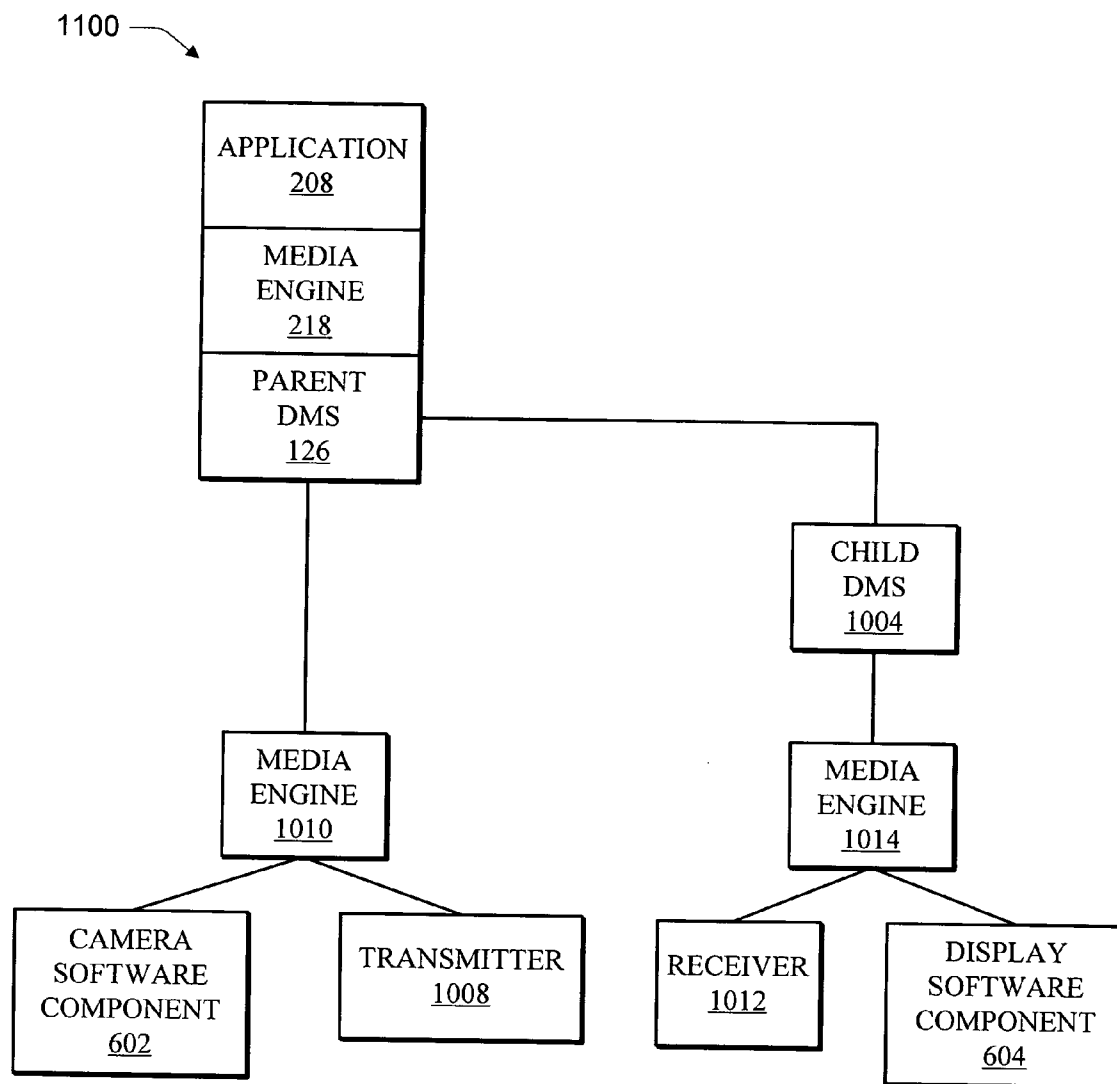 1100
APPLICATION
208
MEDIA
ENGINE
218
PARENT
DMS
126
CHILD
DMS
1004
MEDIA
ENGINE
1010
MEDIA
ENGINE
1014
CAMERA
SOFTWARE
COMPONENT
602
TRANSMITTER
1008
RECEIVER
1012
DISPLAY
SOFTWARE
COMPONENT
604